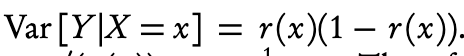 Var[Y|X = x] = r(x)(1 − r(x)).